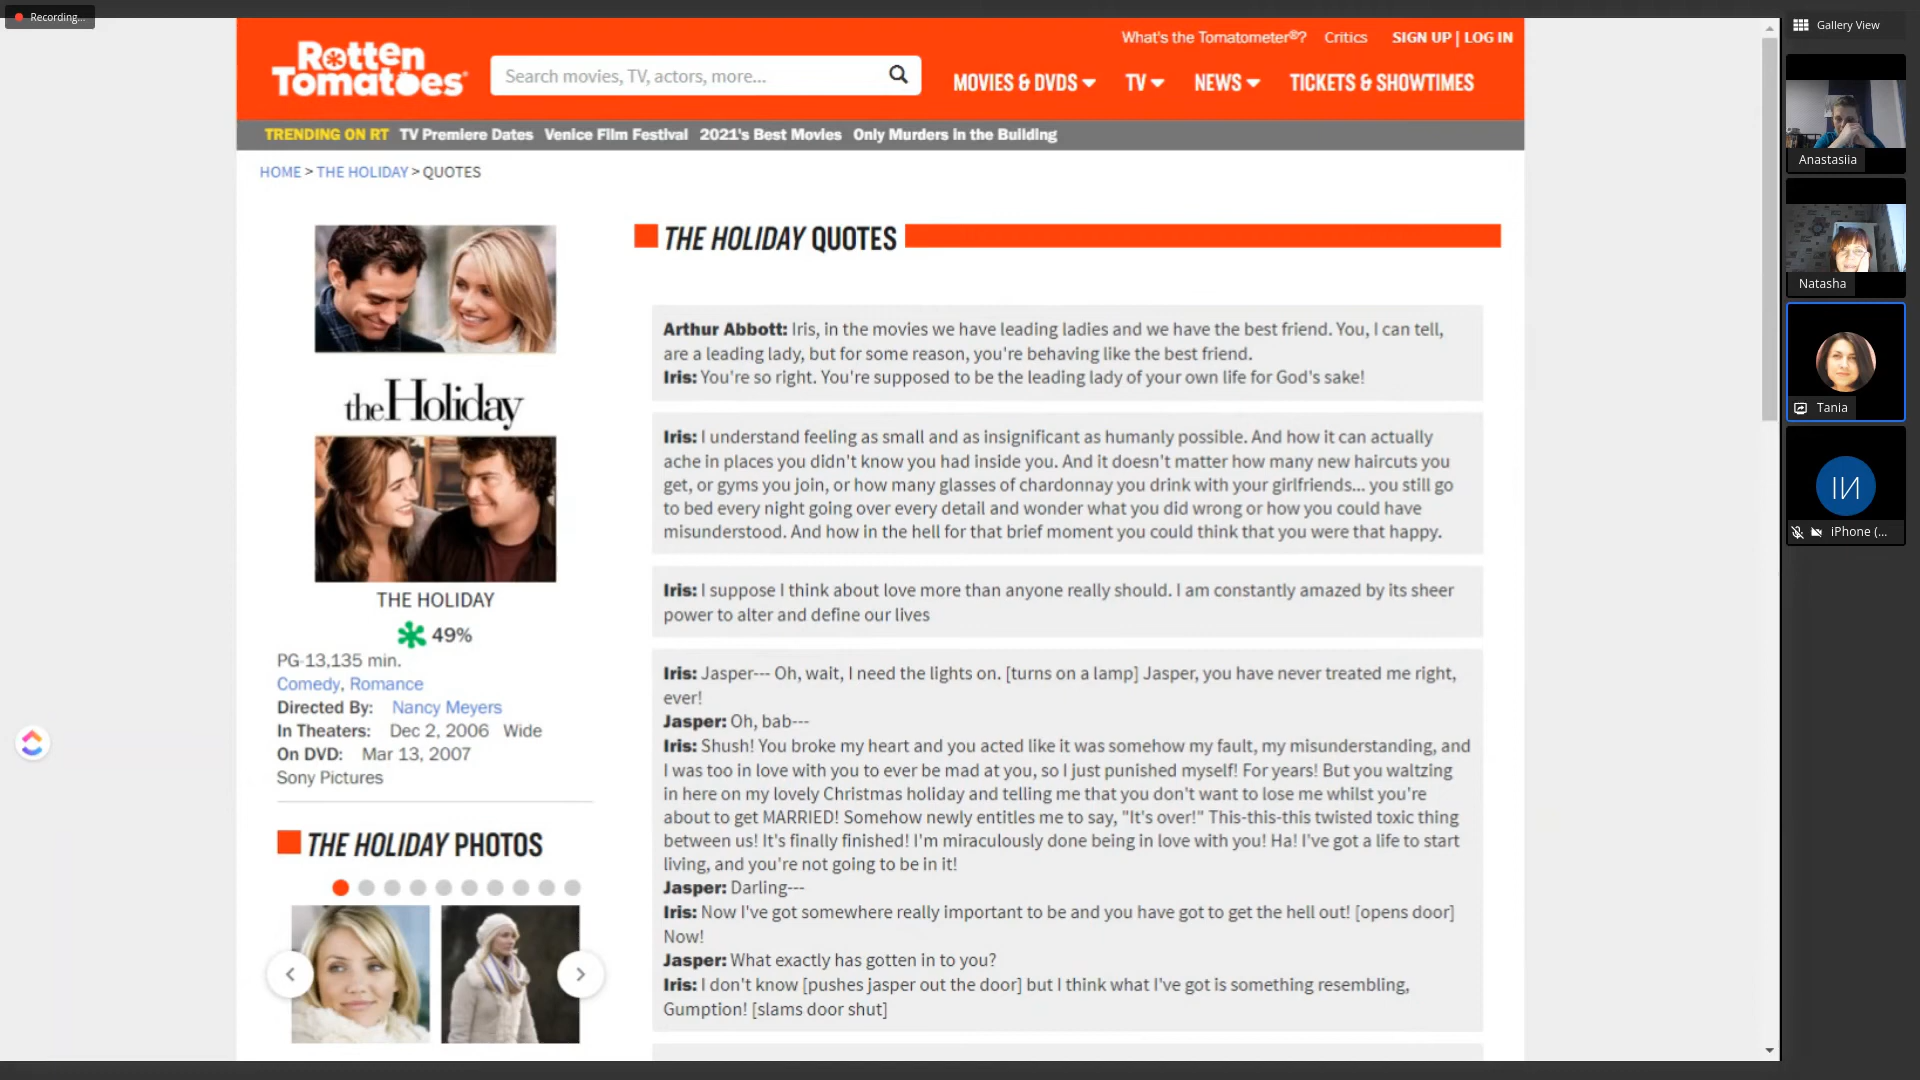 Recording...
Gallery View
Rotten
Tomatoes
Search movies, TV, actors, more...
What's the Tomatometer®?
Critics
SIGN UP | LOG IN
MOVIES & DVDS
TV
NEWS
TICKETS & SHOWTIMES
TRENDING ON RT TV Premiere Dates Venice Film Festival 2021's Best Movies Only Murders in the Building
HOME > THE HOLIDAY > QUOTES
the Holiday
THE HOLIDAY
49%
PG-13,135 min.
Comedy, Romance
Directed By: Nancy Meyers
In Theaters: Dec 2, 2006 Wide
On DVD: Mar 13, 2007
Sony Pictures
THE HOLIDAY PHOTOS
THE HOLIDAY QUOTES
Arthur Abbott: Iris, in the movies we have leading ladies and we have the best friend. You, I can tell,
are a leading lady, but for some reason, you're behaving like the best friend.
Iris: You're so right. You're supposed to be the leading lady of your own life for God's sake!
Iris: I understand feeling as small and as insignificant as humanly possible. And how it can actually
ache in places you didn't know you had inside you. And it doesn't matter how many new haircuts you
get, or gyms you join, or how many glasses of chardonnay you drink with your girlfriends... you still go
to bed every night going over every detail and wonder what you did wrong or how you could have
misunderstood. And how in the hell for that brief moment you could think that you were that happy.
Iris: I suppose I think about love more than anyone really should. I am constantly amazed by its sheer
power to alter and define our lives
Iris: Jasper--- Oh, wait, I need the lights on. [turns on a lamp] Jasper, you have never treated me right,
ever!
Jasper: Oh, bab---
Iris: Shush! You broke my heart and you acted like it was somehow my fault, my misunderstanding, and
I was too in love with you to ever be mad at you, so I just punished myself! For years! But you waltzing
in here on my lovely Christmas holiday and telling me that you don't want to lose me whilst you're
about to get MARRIED! Somehow newly entitles me to say, "It's over!" This-this-this twisted toxic thing
between us! It's finally finished! I'm miraculously done being in love with you! Ha! I've got a life to start
living, and you're not going to be in it!
Jasper: Darling---
Iris: Now I've got somewhere really important to be and you have got to get the hell out! [opens door]
Now!
Jasper: What exactly has gotten in to you?
Iris: I don't know [pushes jasper out the door] but I think what I've got is something resembling,
Gumption! [slams door shut]
Anastasiia
Natasha
Tania
IИ
iPhone (...